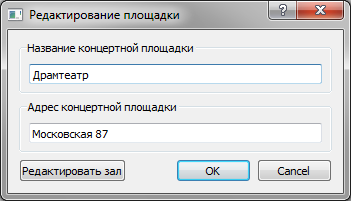 Редактирование площадки
Название концертной площадки
Драмтеатр
Адрес концертной площадки
Московская 87
Редактировать зал OK Cancel